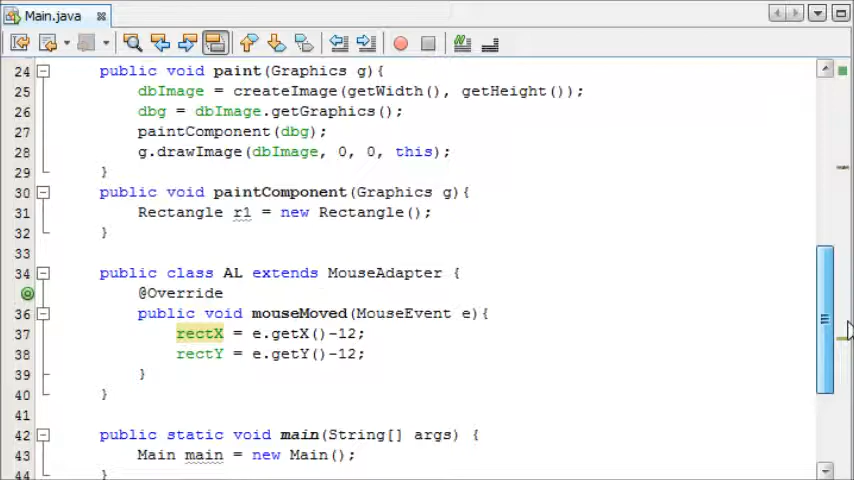 Main.java
24 public void paint(Graphics g){
25 dbImage = createImage(getWidth(), getHeight());
26 dbg = dbImage.getGraphics();
27 paintComponent(dbg);
28 g.drawImage(dbImage, 0, 0, this);
29 }
30 public void paintComponent(Graphics g){
31 Rectangle r1 = new Rectangle();
32 }
33
34 public class AL extends MouseAdapter {
@Override
36 public void mouseMoved(MouseEvent e){
37 rectX = e.getX()-12;
38 rectY = e.getY()-12;
39 }
40 }
41
42 public static void main(String[] args) {
43 Main main = new Main();
44 }